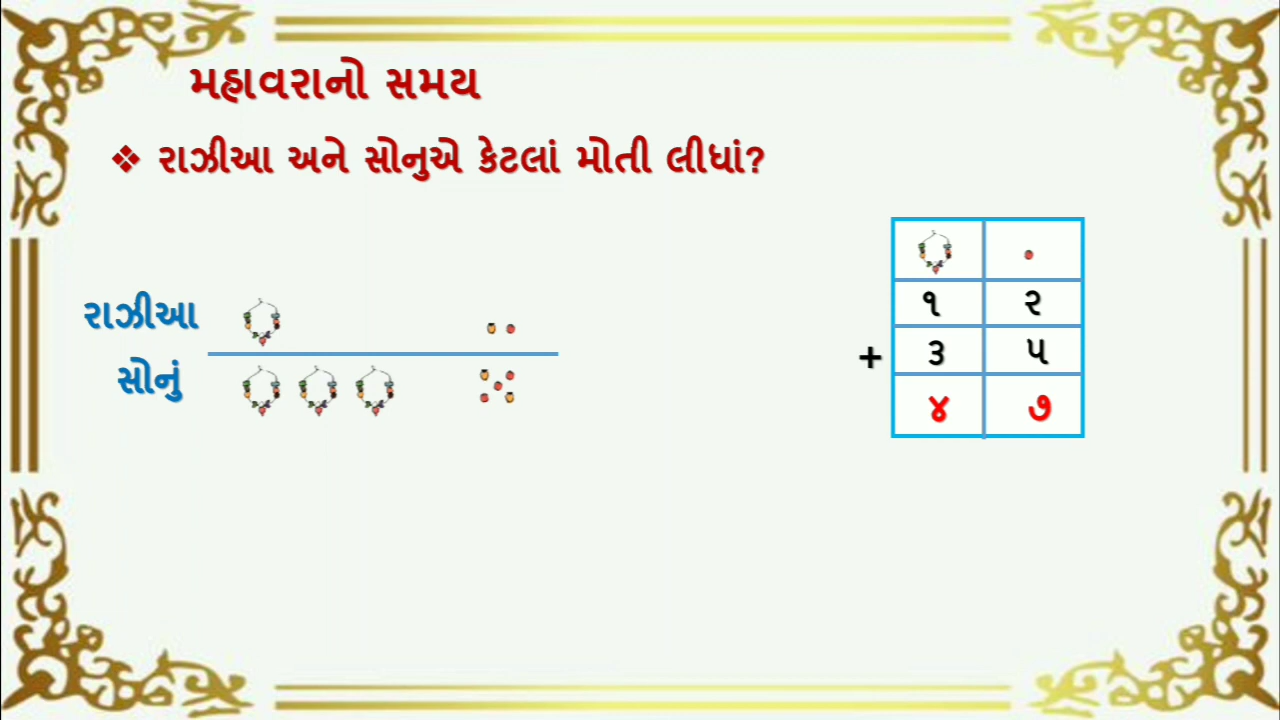 મહાવરાનો સમય
❖ રાઝીઆ અને સોનુએ કેટલાં મોતી લીધાં?
રાઝીઆ
સોનું
૧ ૨
+ ૩ ૫
૪ ૭